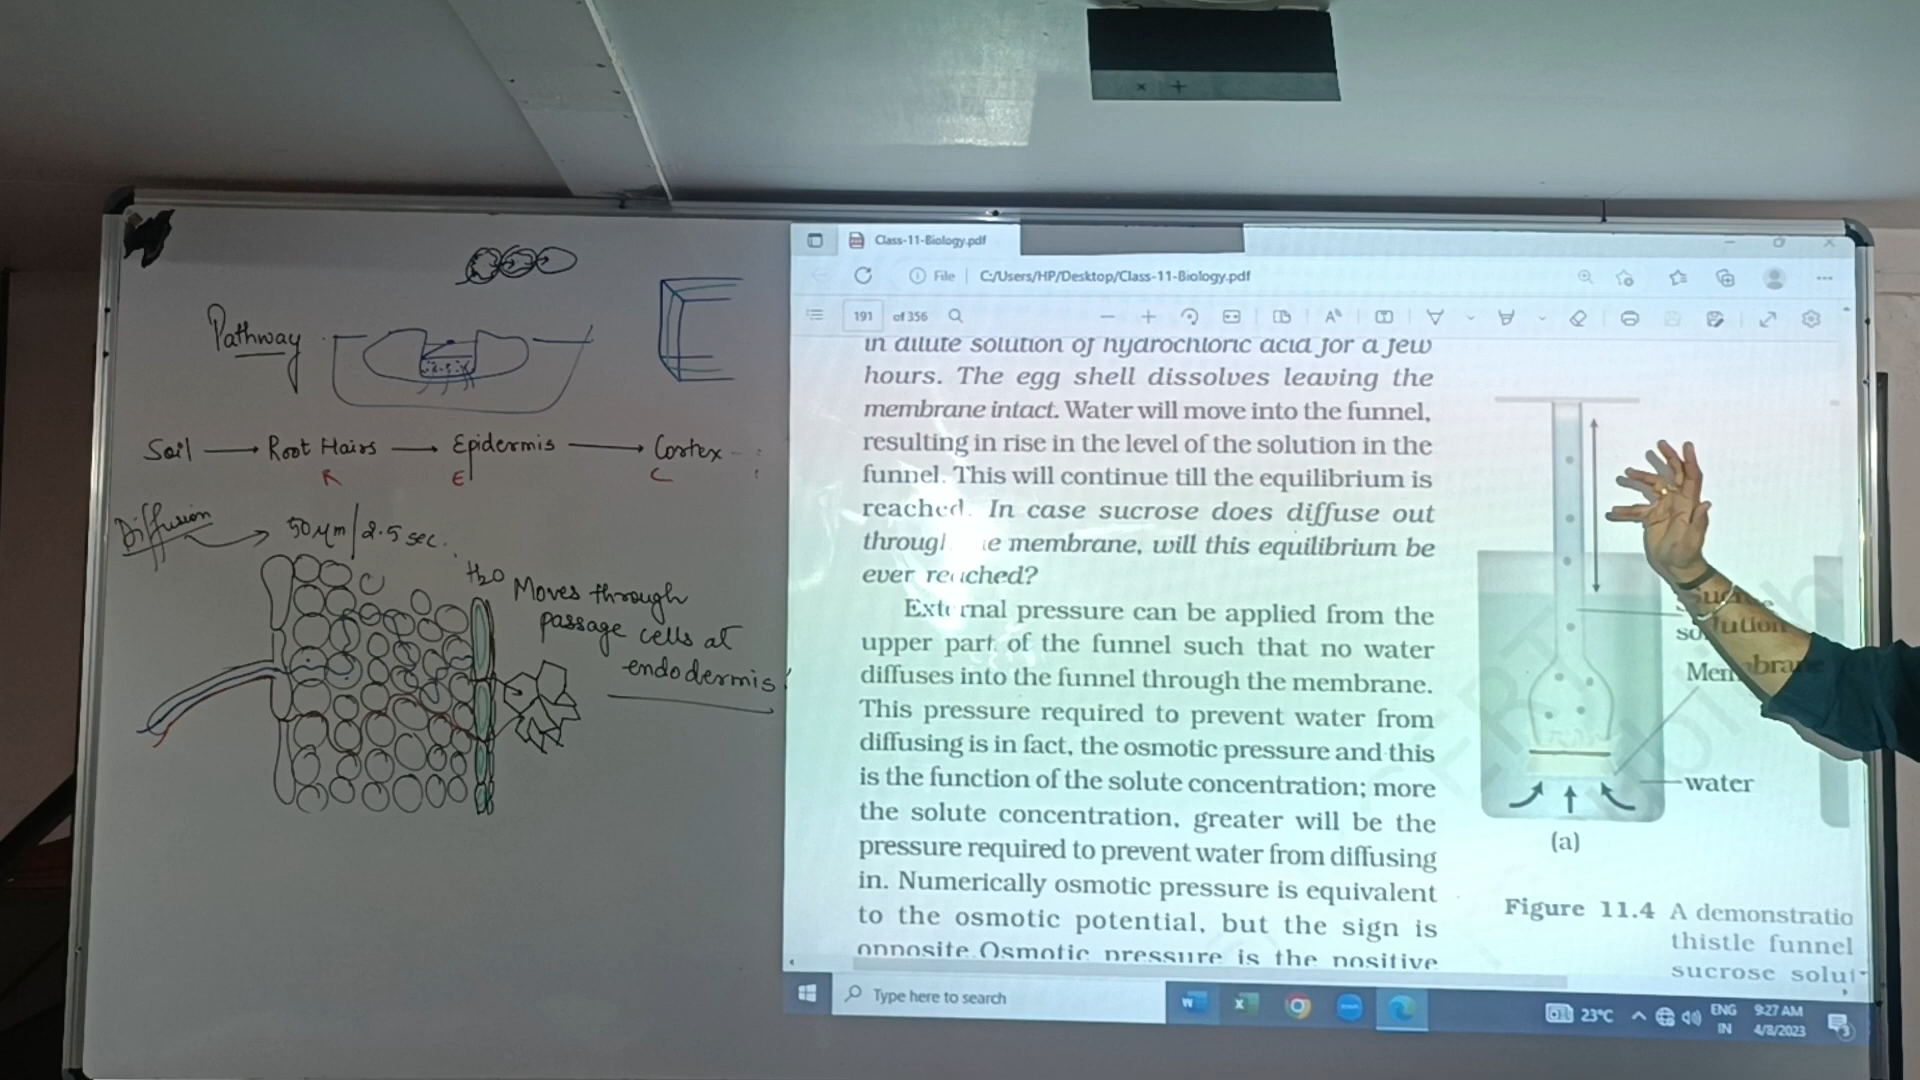 Pathway
Soil → Root Hairs → Epidermis → Cortex
R E C
Diffusion → 50 μm/2.5 sec.
H2O Moves through
passage cells at
endodermis
Class-11-Biology.pdf
File | C:/Users/HP/Desktop/Class-11-Biology.pdf
191 of 356
in dilute solution of hydrochloric acid for a few
hours. The egg shell dissolves leaving the
membrane intact. Water will move into the funnel,
resulting in rise in the level of the solution in the
funnel. This will continue till the equilibrium is
reached. In case sucrose does diffuse out
through membrane, will this equilibrium be
ever reached?
External pressure can be applied from the
upper part of the funnel such that no water
diffuses into the funnel through the membrane.
This pressure required to prevent water from
diffusing is in fact, the osmotic pressure and this
is the function of the solute concentration; more
the solute concentration, greater will be the
pressure required to prevent water from diffusing
in. Numerically osmotic pressure is equivalent
to the osmotic potential, but the sign is
opposite. Osmotic pressure is the positive
water
(a)
Figure 11.4 A demonstratio
thistle funnel
sucrose solut
Type here to search
23°C ENG 9:27 AM
IN 4/8/2023